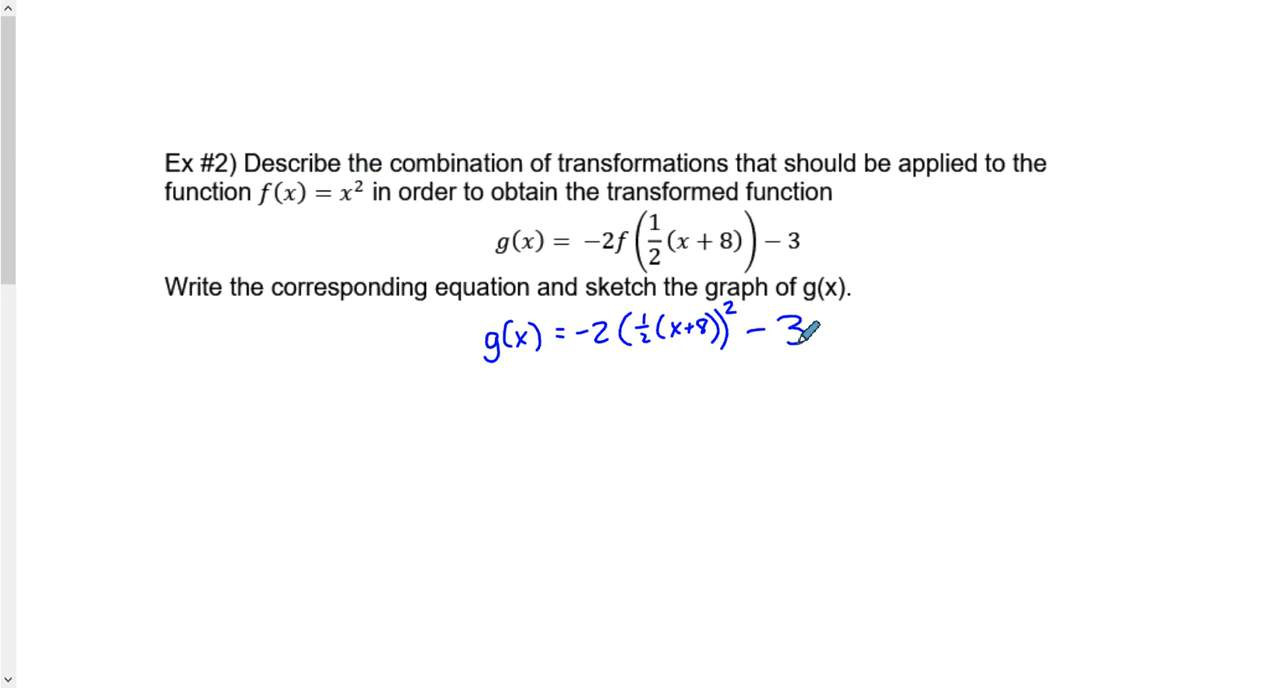 Ex #2) Describe the combination of transformations that should be applied to the
function f(x) = x² in order to obtain the transformed function
g(x) = −2f(1/2(x + 8)) − 3
Write the corresponding equation and sketch the graph of g(x).
g(x) = -2(1/2(x+8))² - 3